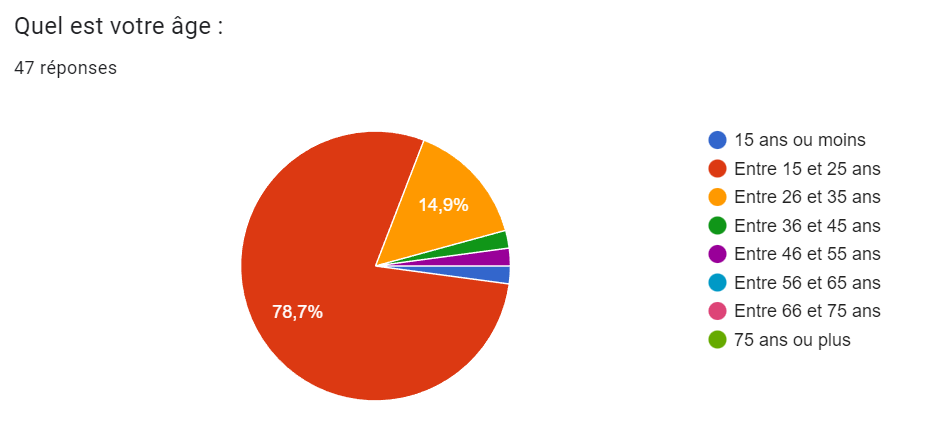 Quel est votre âge :
47 réponses
14,9%
78,7%
15 ans ou moins
Entre 15 et 25 ans
Entre 26 et 35 ans
Entre 36 et 45 ans
Entre 46 et 55 ans
Entre 56 et 65 ans
Entre 66 et 75 ans
75 ans ou plus